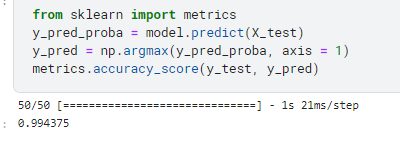 from sklearn import metrics
y_pred_proba = model.predict(X_test)
y_pred = np.argmax(y_pred_proba, axis = 1)
metrics.accuracy_score(y_test, y_pred)
50/50 [==============================] - 1s 21ms/step
: 0.994375